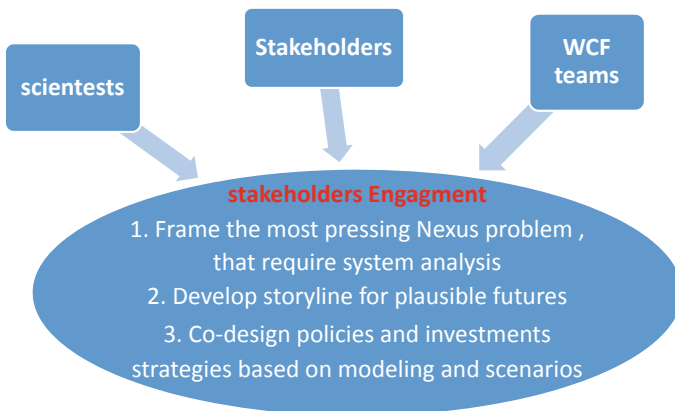 scientests
Stakeholders
WCF
teams
stakeholders Engagment
1. Frame the most pressing Nexus problem ,
that require system analysis
2. Develop storyline for plausible futures
3. Co-design policies and investments
strategies based on modeling and scenarios